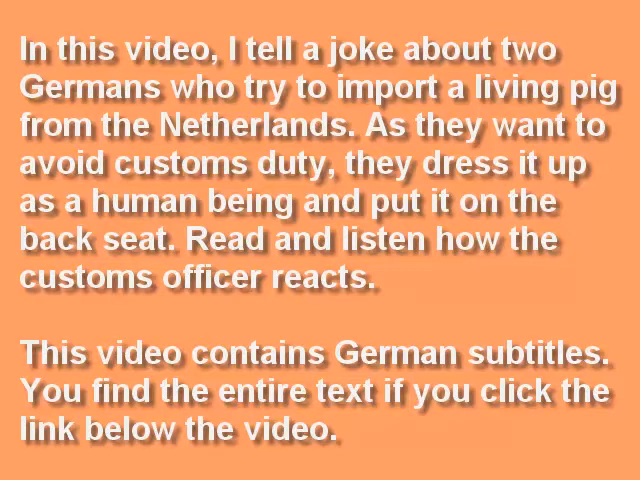 In this video, I tell a joke about two
Germans who try to import a living pig
from the Netherlands. As they want to
avoid customs duty, they dress it up
as a human being and put it on the
back seat. Read and listen how the
customs officer reacts.
This video contains German subtitles.
You find the entire text if you click the
link below the video.